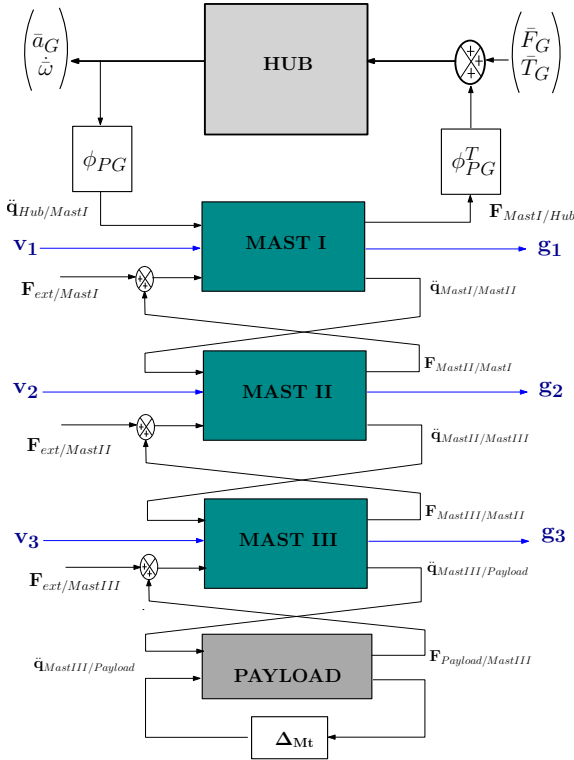 ā_G
ω̄̇
HUB
F̄_G
T̄_G
+ + +
ϕ_PG
ϕ^T_PG
q̈_Hub/MastI
F_MastI/Hub
v₁
MAST I
g₁
F_ext/MastI
+ +
q̈_MastI/MastII
F_MastII/MastI
v₂
MAST II
g₂
F_ext/MastII
+ +
q̈_MastII/MastIII
F_MastIII/MastII
v₃
MAST III
g₃
F_ext/MastIII
+ +
q̈_MastIII/Payload
q̈_MastIII/Payload
PAYLOAD
F_Payload/MastIII
Δ_Mt